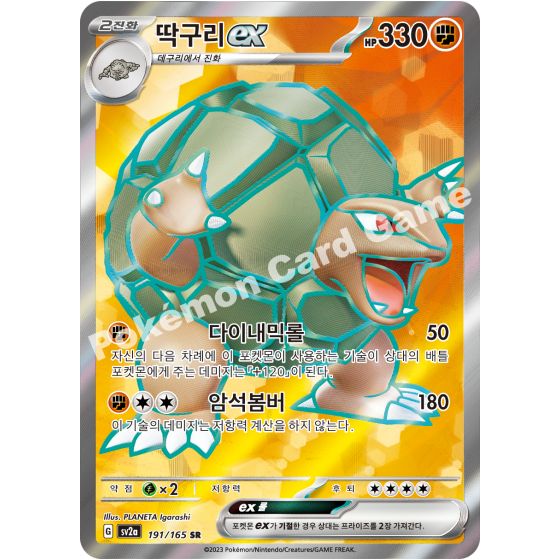 2진화 딱구리 ex HP 330
데구리에서 진화
Pokémon Card Game
다이내믹롤 50
자신의 다음 차례에 이 포켓몬이 사용하는 기술이 상대의 배틀
포켓몬에게 주는 데미지는 「+120」이 된다.
암석봄버 180
이 기술의 데미지는 저항력 계산을 하지 않는다.
약 점 ×2 저항력 후 퇴
Illus. PLANETA Igarashi
G sv2a 191/165 SR
ex 룰
포켓몬 ex가 기절한 경우 상대는 프라이즈를 2장 가져간다.
©2023 Pokémon/Nintendo/Creatures/GAME FREAK.